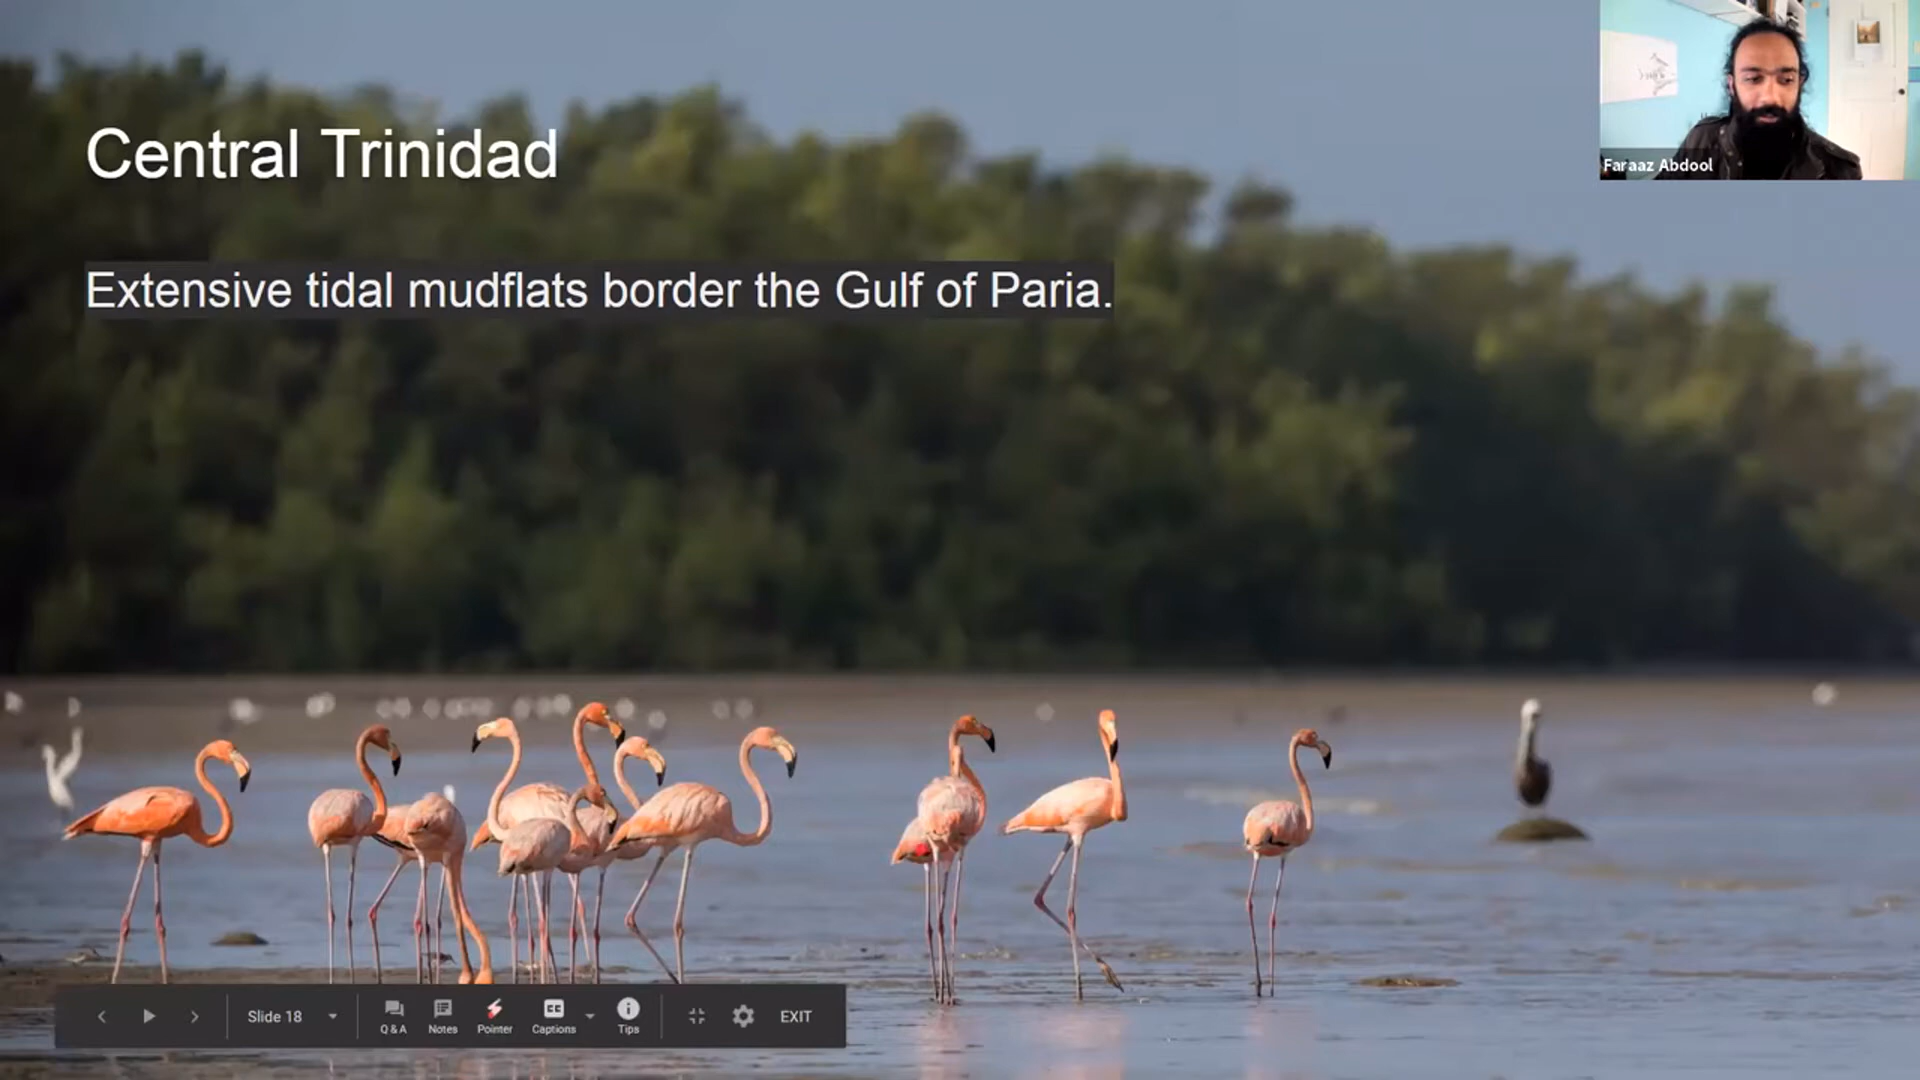 Central Trinidad
Extensive tidal mudflats border the Gulf of Paria.
Faraaz Abdool
Slide 18
Q & A
Notes
Pointer
CC
Captions
Tips
EXIT